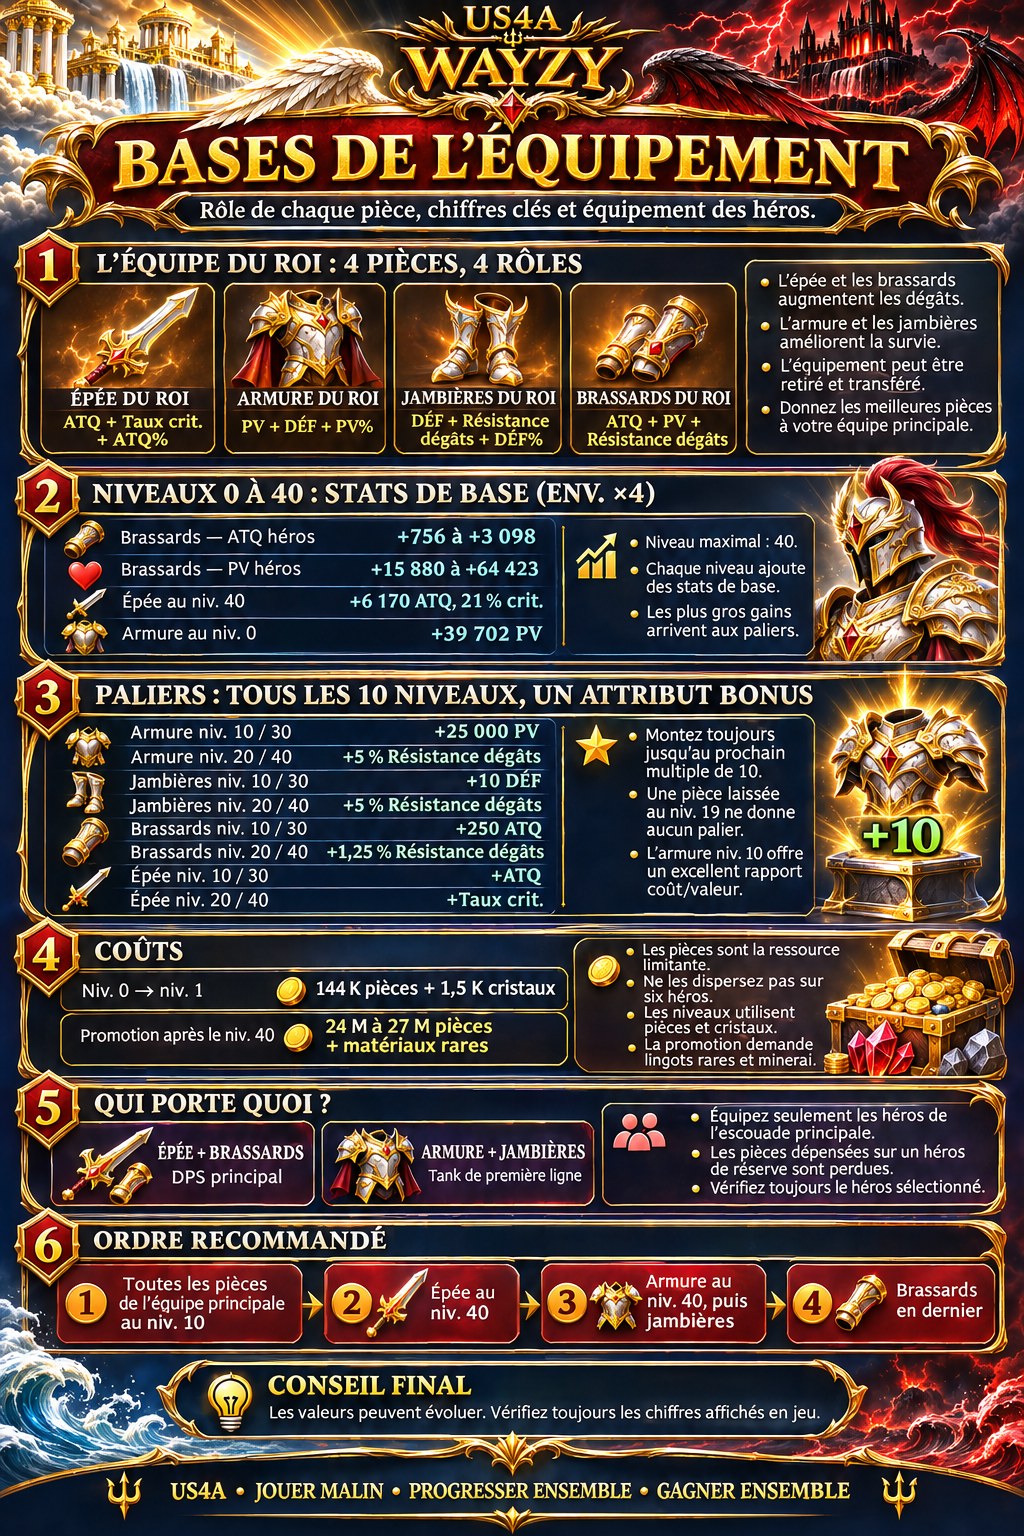 US4A
WAYZY
BASES DE L'ÉQUIPEMENT
Rôle de chaque pièce, chiffres clés et équipement des héros.
1
L'ÉQUIPE DU ROI : 4 PIÈCES, 4 RÔLES
ÉPÉE DU ROI
ATQ + Taux crit.
+ ATQ%
ARMURE DU ROI
PV + DÉF + PV%
JAMBIÈRES DU ROI
DÉF + Résistance
dégâts + DÉF%
BRASSARDS DU ROI
ATQ + PV +
Résistance dégâts
• L'épée et les brassards
augmentent les dégâts.
• L'armure et les jambières
améliorent la survie.
• L'équipement peut être
retiré et transféré.
• Donnez les meilleures pièces
à votre équipe principale.
2
NIVEAUX 0 À 40 : STATS DE BASE (ENV. ×4)
Brassards — ATQ héros +756 à +3 098
Brassards — PV héros +15 880 à +64 423
Épée au niv. 40 +6 170 ATQ, 21 % crit.
Armure au niv. 0 +39 702 PV
• Niveau maximal : 40.
• Chaque niveau ajoute
des stats de base.
• Les plus gros gains
arrivent aux paliers.
3
PALIERS : TOUS LES 10 NIVEAUX, UN ATTRIBUT BONUS
Armure niv. 10 / 30 +25 000 PV
Armure niv. 20 / 40 +5 % Résistance dégâts
Jambières niv. 10 / 30 +10 DÉF
Jambières niv. 20 / 40 +5 % Résistance dégâts
Brassards niv. 10 / 30 +250 ATQ
Brassards niv. 20 / 40 +1,25 % Résistance dégâts
Épée niv. 10 / 30 +ATQ
Épée niv. 20 / 40 +Taux crit.
• Montez toujours
jusqu'au prochain
multiple de 10.
• Une pièce laissée
au niv. 19 ne donne
aucun palier.
• L'armure niv. 10 offre
un excellent rapport
coût/valeur.
+10
4
COÛTS
Niv. 0 → niv. 1 144 K pièces + 1,5 K cristaux
Promotion après le niv. 40 24 M à 27 M pièces
+ matériaux rares
• Les pièces sont la ressource
limitante.
• Ne les dispersez pas sur
six héros.
• Les niveaux utilisent
pièces et cristaux.
• La promotion demande
lingots rares et minerai.
5
QUI PORTE QUOI ?
ÉPÉE + BRASSARDS
DPS principal
ARMURE + JAMBIÈRES
Tank de première ligne
• Équipez seulement les héros de
l'escouade principale.
• Les pièces dépensées sur un héros
de réserve sont perdues.
• Vérifiez toujours le héros sélectionné.
6
ORDRE RECOMMANDÉ
1
Toutes les pièces
de l'équipe principale
au niv. 10
2
Épée au
niv. 40
3
Armure au
niv. 40, puis
jambières
4
Brassards
en dernier
CONSEIL FINAL
Les valeurs peuvent évoluer. Vérifiez toujours les chiffres affichés en jeu.
US4A • JOUER MALIN • PROGRESSER ENSEMBLE • GAGNER ENSEMBLE